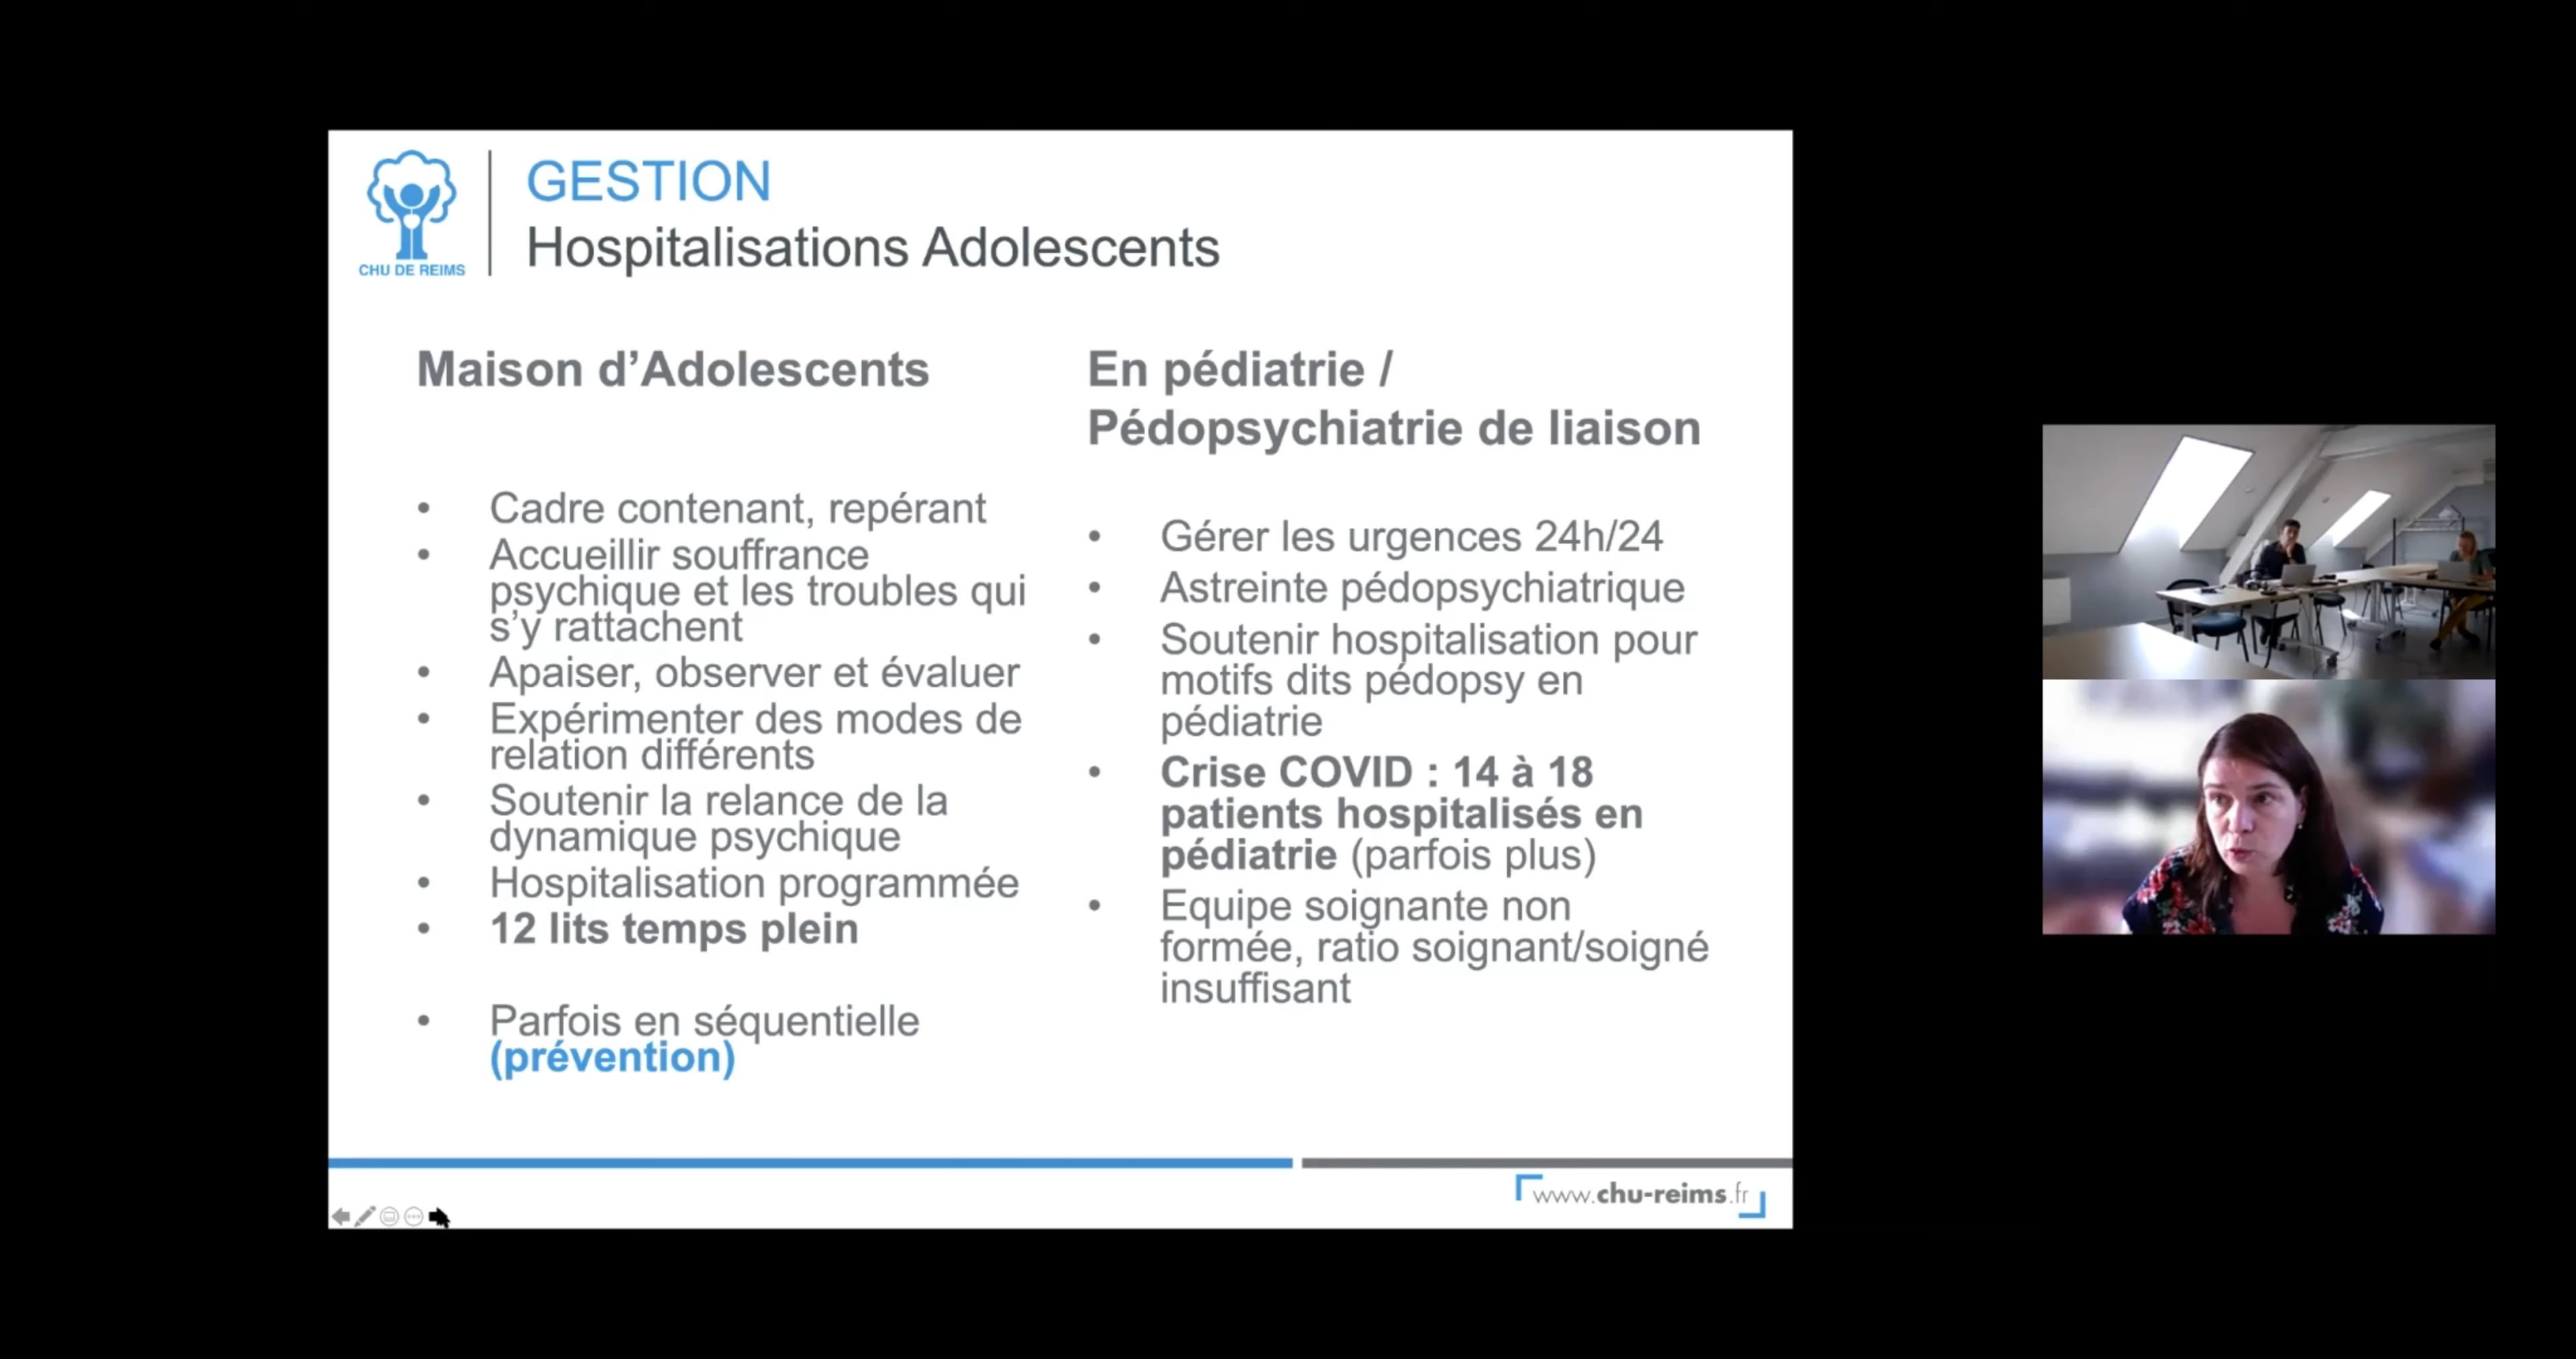 GESTION
Hospitalisations Adolescents
CHU DE REIMS
Maison d’Adolescents
• Cadre contenant, repérant
• Accueillir souffrance
psychique et les troubles qui
s’y rattachent
• Apaiser, observer et évaluer
• Expérimenter des modes de
relation différents
• Soutenir la relance de la
dynamique psychique
• Hospitalisation programmée
• 12 lits temps plein
• Parfois en séquentielle
(prévention)
En pédiatrie /
Pédopsychiatrie de liaison
• Gérer les urgences 24h/24
• Astreinte pédopsychiatrique
• Soutenir hospitalisation pour
motifs dits pédopsy en
pédiatrie
• Crise COVID : 14 à 18
patients hospitalisés en
pédiatrie (parfois plus)
• Equipe soignante non
formée, ratio soignant/soigné
insuffisant
www.chu-reims.fr